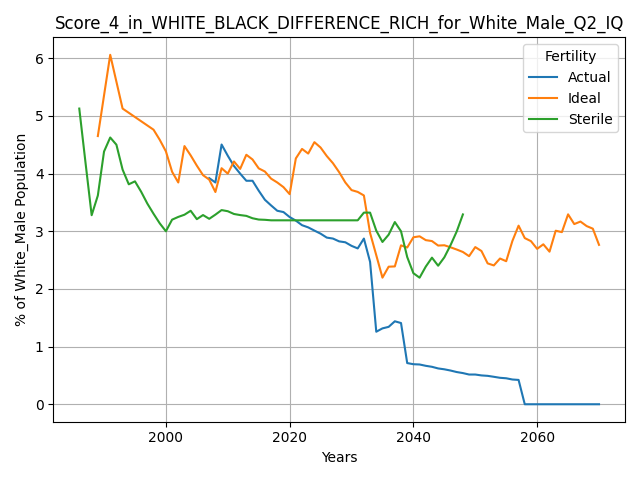 Score_4_in_WHITE_BLACK_DIFFERENCE_RICH_for_White_Male_Q2_IQ
Fertility
Actual
Ideal
Sterile
% of White_Male Population
6
5
4
3
2
1
0
2000
2020
2040
2060
Years